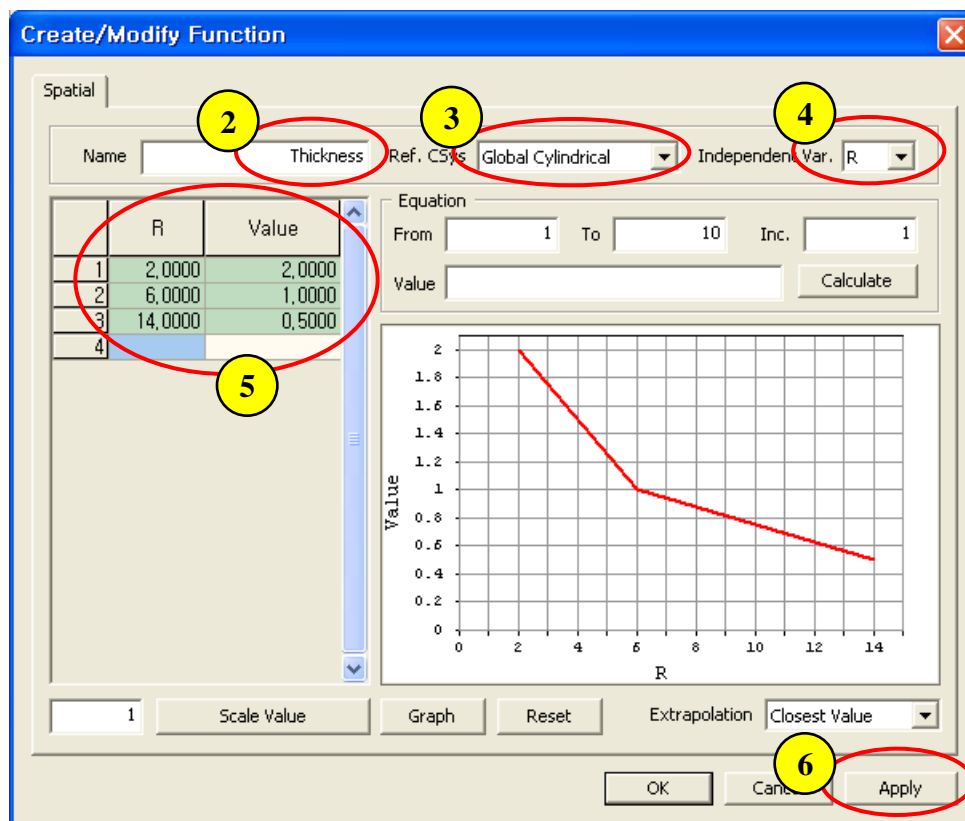 Create/Modify Function
Spatial
2 3 4
Name Thickness Ref. CSys Global Cylindrical Independent Var. R
R Value
1 2,0000 2,0000
2 6,0000 1,0000
3 14,0000 0,5000
4
5
Equation
From 1 To 10 Inc. 1
Value Calculate
2
1.8
1.6
1.4
1.2
1
0.8
0.6
0.4
0.2
0
Value
0 2 4 6 8 10 12 14
R
1 Scale Value Graph Reset Extrapolation Closest Value
6
OK Cancel Apply